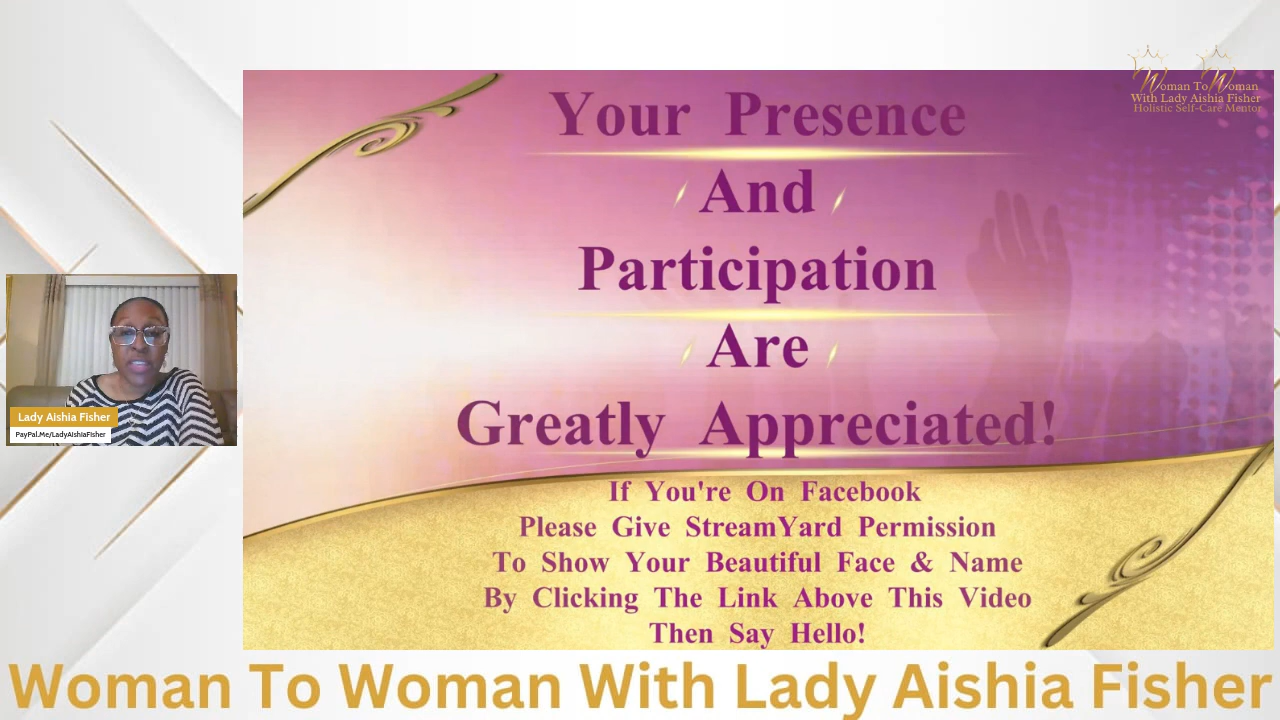 Woman To Woman
With Lady Aishia Fisher
Holistic Self-Care Mentor
Your Presence
And
Participation
Are
Greatly Appreciated!
If You're On Facebook
Please Give StreamYard Permission
To Show Your Beautiful Face & Name
By Clicking The Link Above This Video
Then Say Hello!
Lady Aishia Fisher
PayPal.Me/LadyAishiaFisher
Woman To Woman With Lady Aishia Fisher